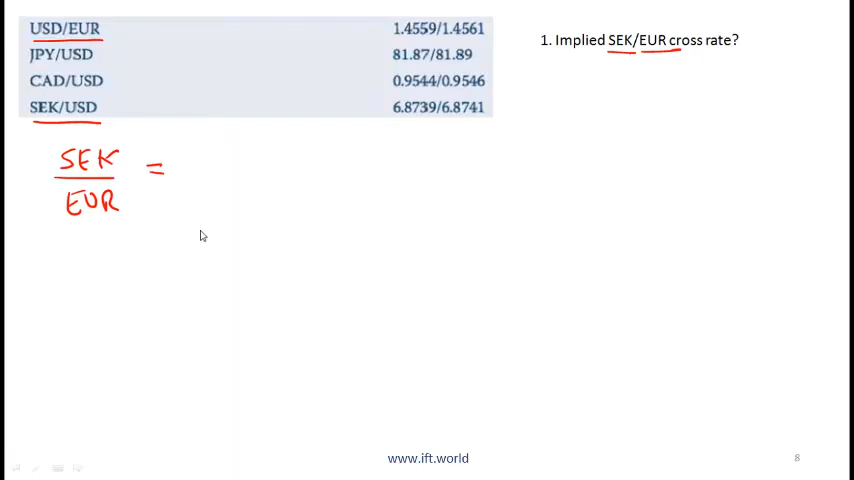 USD/EUR 1.4559/1.4561
JPY/USD 81.87/81.89
CAD/USD 0.9544/0.9546
SEK/USD 6.8739/6.8741
1. Implied SEK/EUR cross rate?
SEK =
EUR
www.ift.world
8